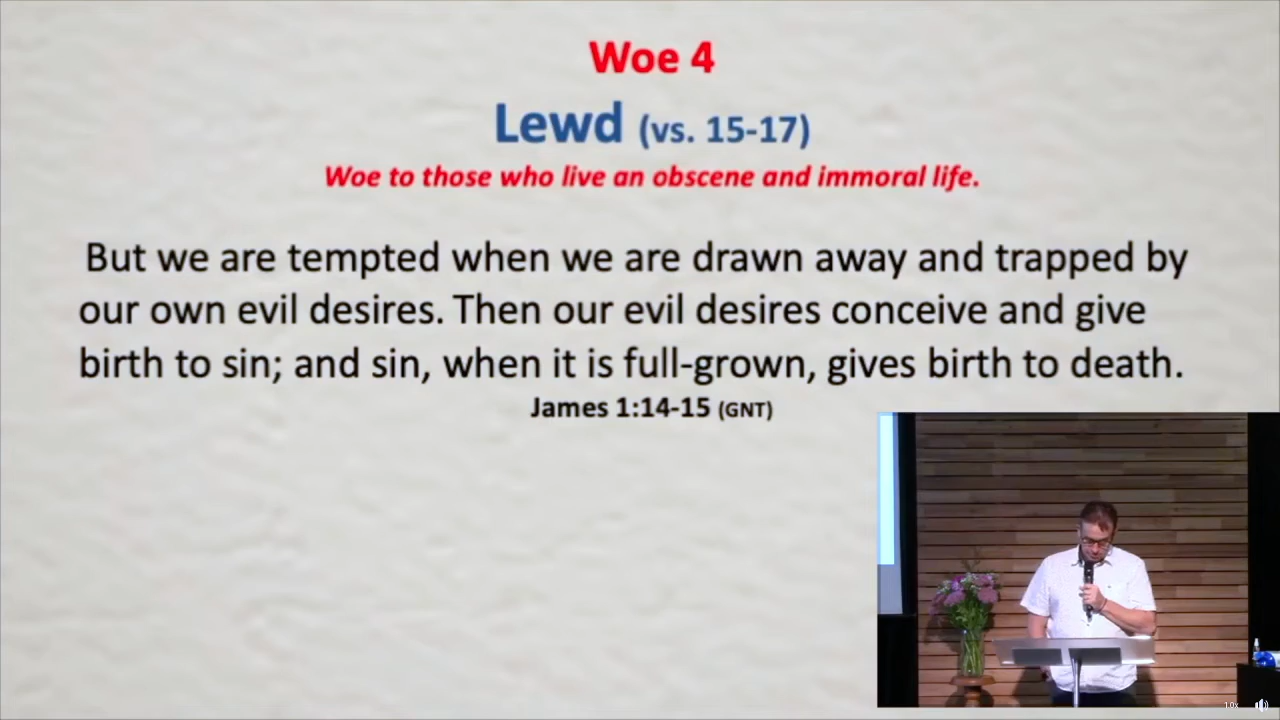 Woe 4
Lewd (vs. 15-17)
Woe to those who live an obscene and immoral life.
But we are tempted when we are drawn away and trapped by
our own evil desires. Then our evil desires conceive and give
birth to sin; and sin, when it is full-grown, gives birth to death.
James 1:14-15 (GNT)
1.0x